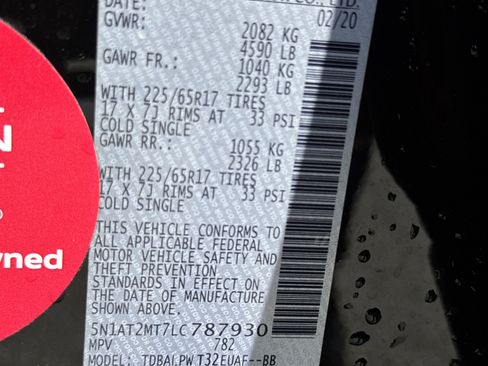 CO., LTD.
DATE: 02/20
GVWR: 2082 KG
4590 LB
GAWR FR.: 1040 KG
2293 LB
WITH 225/65R17 TIRES
17 X 7J RIMS AT 33 PSI
COLD SINGLE
GAWR RR.: 1055 KG
2326 LB
WITH 225/65R17 TIRES
17 X 7J RIMS AT 33 PSI
COLD SINGLE
THIS VEHICLE CONFORMS TO
ALL APPLICABLE FEDERAL
MOTOR VEHICLE SAFETY AND
THEFT PREVENTION
STANDARDS IN EFFECT ON
THE DATE OF MANUFACTURE
SHOWN ABOVE.
5N1AT2MT7LC787930
MPV 782
MODEL: TDBALPWT32EUAF--BB
N
wned